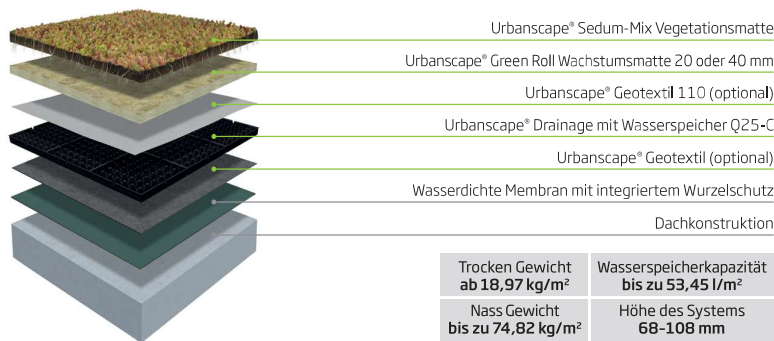 Urbanscape® Sedum-Mix Vegetationsmatte
Urbanscape® Green Roll Wachstumsmatte 20 oder 40 mm
Urbanscape® Geotextil 110 (optional)
Urbanscape® Drainage mit Wasserspeicher Q25-C
Urbanscape® Geotextil (optional)
Wasserdichte Membran mit integriertem Wurzelschutz
Dachkonstruktion
Trocken Gewicht
ab 18,97 kg/m²
Wasserspeicherkapazität
bis zu 53,45 l/m²
Nass Gewicht
bis zu 74,82 kg/m²
Höhe des Systems
68-108 mm